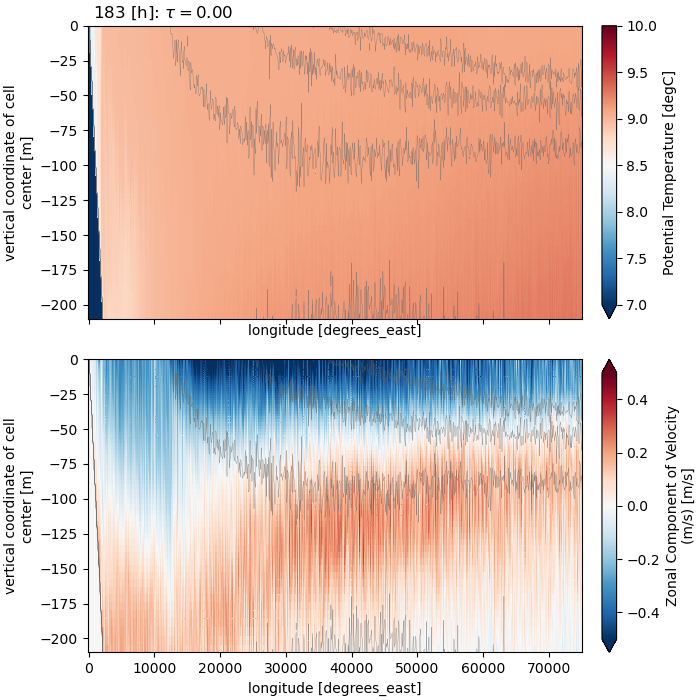 183 [h]: τ = 0.00
0
−25
−50
−75
−100
−125
−150
−175
−200
vertical coordinate of cell
center [m]
longitude [degrees_east]
10.0
9.5
9.0
8.5
8.0
7.5
7.0
Potential Temperature [degC]
0
−25
−50
−75
−100
−125
−150
−175
−200
vertical coordinate of cell
center [m]
0 10000 20000 30000 40000 50000 60000 70000
longitude [degrees_east]
0.4
0.2
0.0
−0.2
−0.4
Zonal Component of Velocity
(m/s) [m/s]